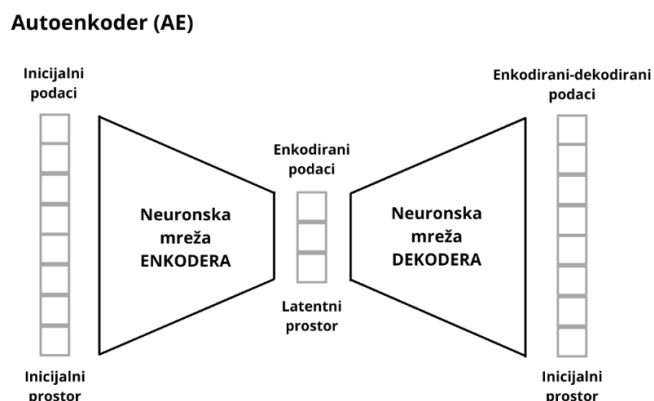 Autoenkoder (AE)
Inicijalni
podaci
Enkodirani-dekodirani
podaci
Enkodirani
podaci
Neuronska
mreža
ENKODERA
Neuronska
mreža
DEKODERA
Latentni
prostor
Inicijalni
prostor
Inicijalni
prostor